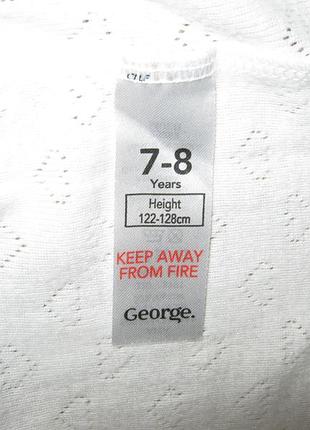 7-8
Years
Height
122-128cm
KEEP AWAY
FROM FIRE
George.